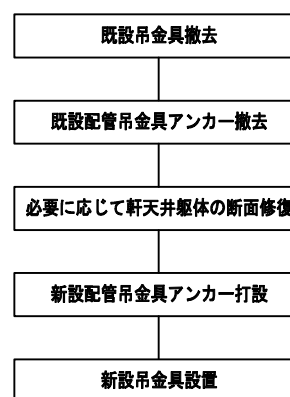 既設吊金具撤去
既設配管吊金具アンカー撤去
必要に応じて軒天井躯体の断面修復
新設配管吊金具アンカー打設
新設吊金具設置